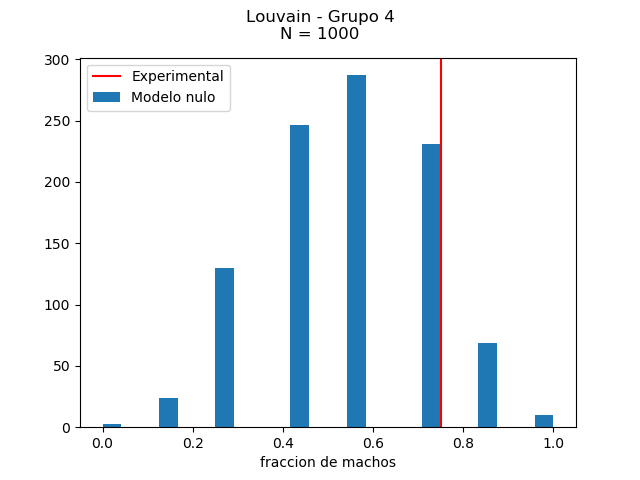 Louvain - Grupo 4
N = 1000
Experimental
Modelo nulo
300
250
200
150
100
50
0
0.0 0.2 0.4 0.6 0.8 1.0
fraccion de machos